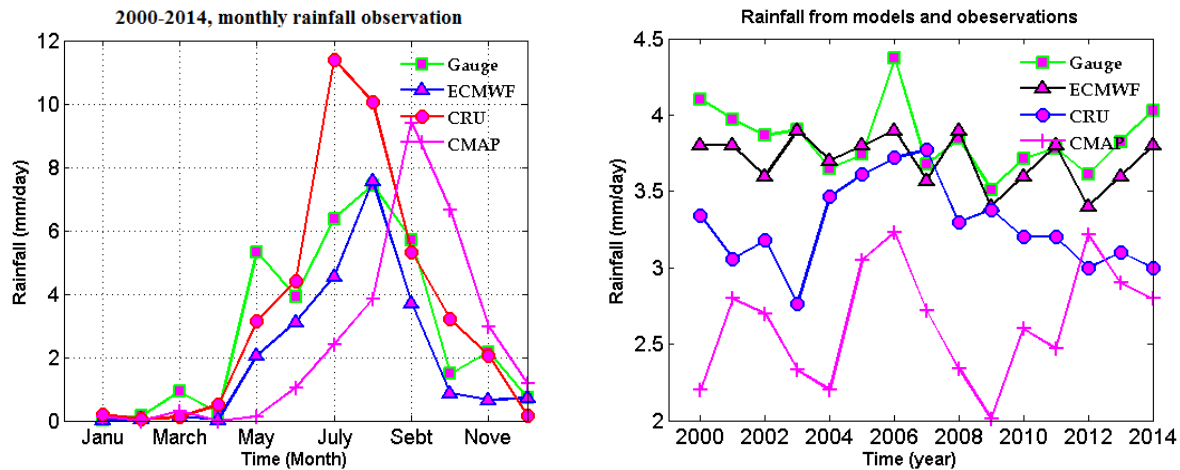 2000-2014, monthly rainfall observation
12
10
8
6
4
2
0
Rainfall (mm/day)
Gauge
ECMWF
CRU
CMAP
Janu March May July Sebt Nove
Time (Month)
Rainfall from models and obeservations
4.5
4
3.5
3
2.5
2
Rainfall (mm/day)
Gauge
ECMWF
CRU
CMAP
2000 2002 2004 2006 2008 2010 2012 2014
Time (year)